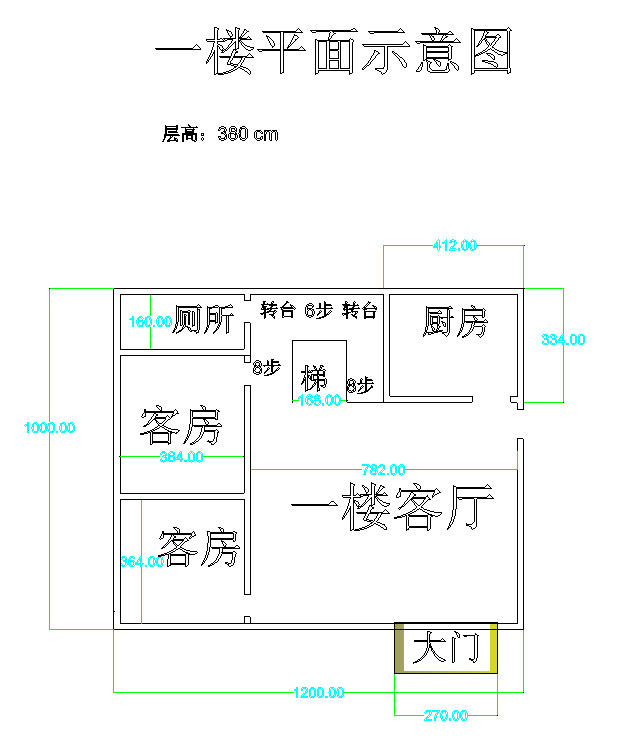 一楼平面示意图
层高：380 cm
412.00
厕所
转台 6步 转台
厨房
160.00
334.00
8步
梯
8步
168.00
客房
1000.00
364.00
782.00
一楼客厅
客房
364.00
大门
1200.00
270.00